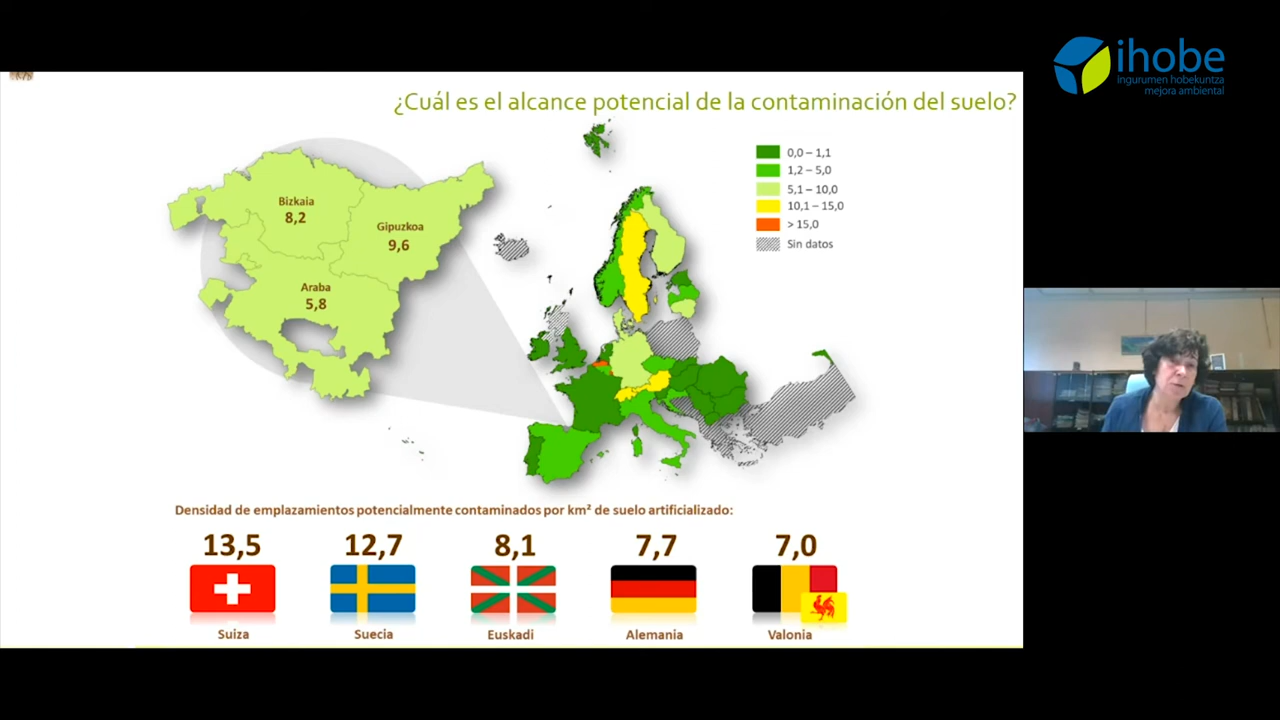 ihobe
ingurumen hobekuntza
mejora ambiental
¿Cuál es el alcance potencial de la contaminación del suelo?
0,0 – 1,1
1,2 – 5,0
5,1 – 10,0
10,1 – 15,0
> 15,0
Sin datos
Bizkaia
8,2
Gipuzkoa
9,6
Araba
5,8
Densidad de emplazamientos potencialmente contaminados por km² de suelo artificializado:
13,5
12,7
8,1
7,7
7,0
Suiza
Suecia
Euskadi
Alemania
Valonia